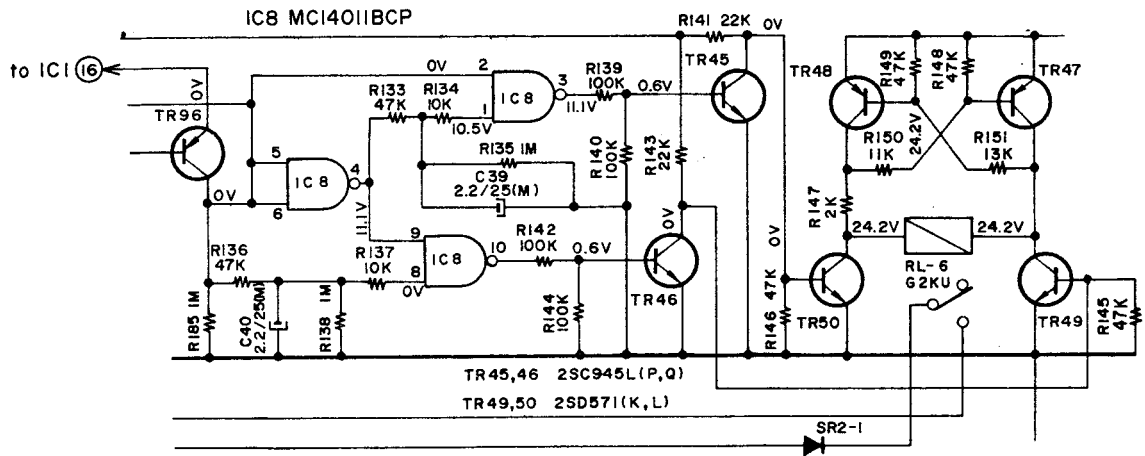 IC8 MC14011BCP
to IC1 16
0V
TR96
5
6
IC8
4
0V
11.1V
R133
47K
R134
10K
0V
2
1
10.5V
IC8
3
11.1V
R139
100K
0.6V
R135 1M
C39
2.2/25(M)
R140
100K
R141 22K
0V
TR45
R143
22K
0V
R136
47K
R185 1M
C40
2.2/25(M)
R138 1M
R137
10K
9
8
0V
IC8
10
R142
100K
0.6V
R144
100K
TR46
0V
R146 47K
TR48
R149
47K
R148
47K
TR47
24.2V
R150
11K
R151
13K
R147
2K
24.2V
24.2V
RL-6
G2KU
TR50
TR49
R145
47K
TR45,46 2SC945L(P,Q)
TR49,50 2SD571(K,L)
SR2-1